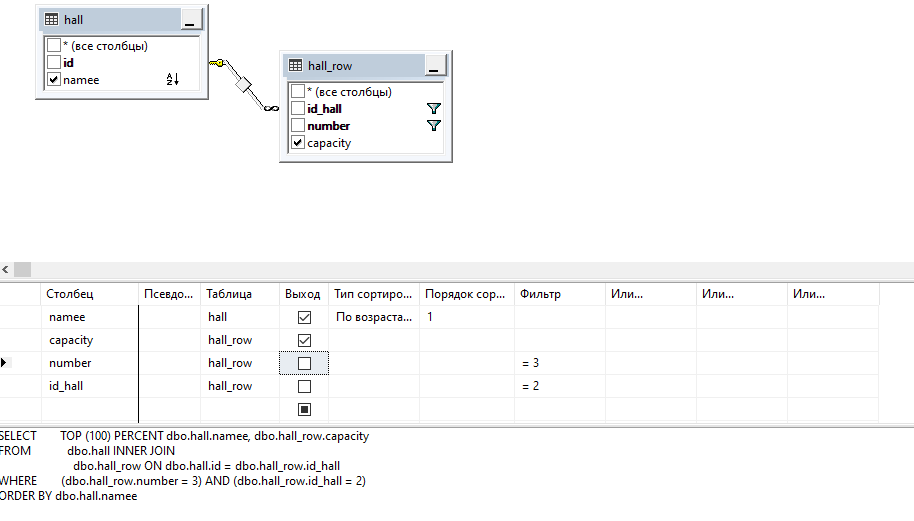 hall
* (все столбцы)
id
namee
hall_row
* (все столбцы)
id_hall
number
capacity
Столбец Псевдо... Таблица Выход Тип сортиро... Порядок сор... Фильтр Или... Или... Или...
namee hall По возраста... 1
capacity hall_row
number hall_row = 3
id_hall hall_row = 2
SELECT TOP (100) PERCENT dbo.hall.namee, dbo.hall_row.capacity
FROM dbo.hall INNER JOIN
dbo.hall_row ON dbo.hall.id = dbo.hall_row.id_hall
WHERE (dbo.hall_row.number = 3) AND (dbo.hall_row.id_hall = 2)
ORDER BY dbo.hall.namee